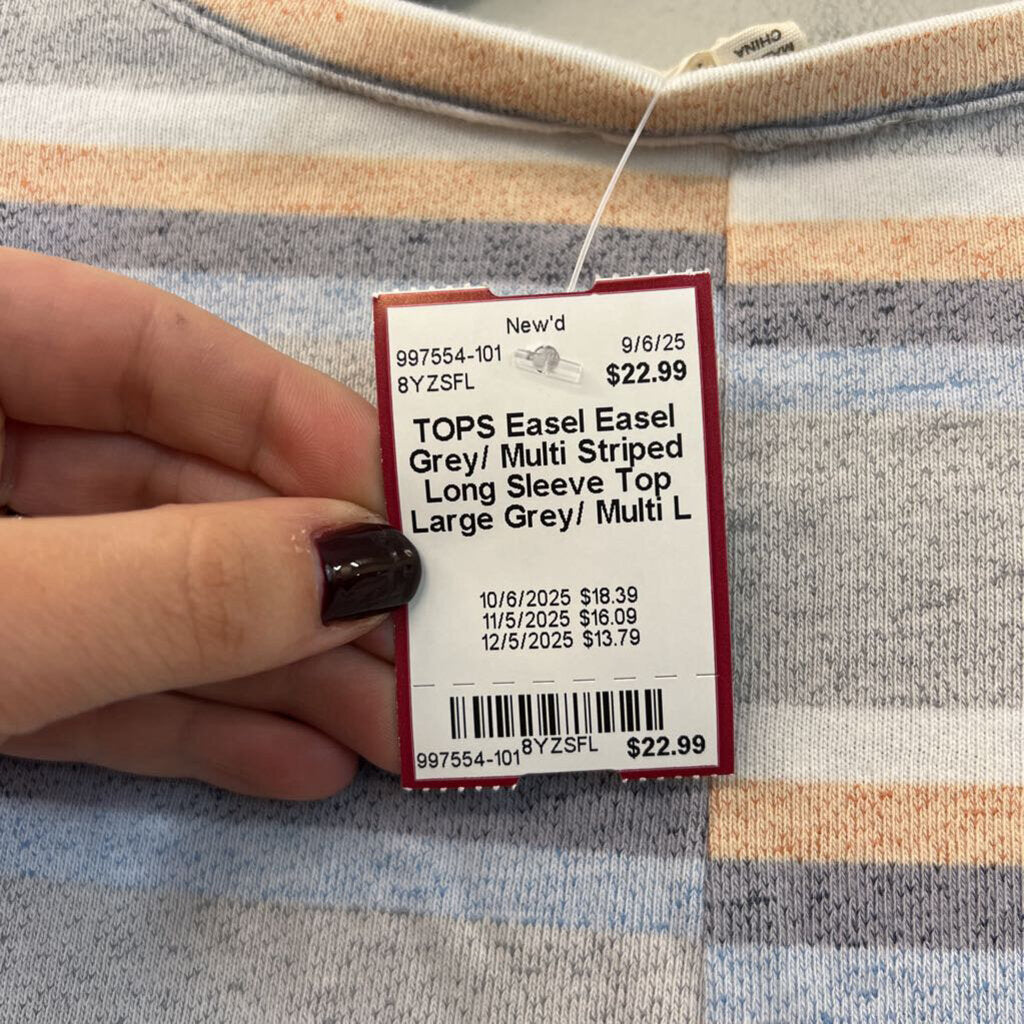 CHINA
New'd
997554-101 9/6/25
8YZSFL $22.99
TOPS Easel Easel
Grey/ Multi Striped
Long Sleeve Top
Large Grey/ Multi L
10/6/2025 $18.39
11/5/2025 $16.09
12/5/2025 $13.79
997554-101 8YZSFL $22.99